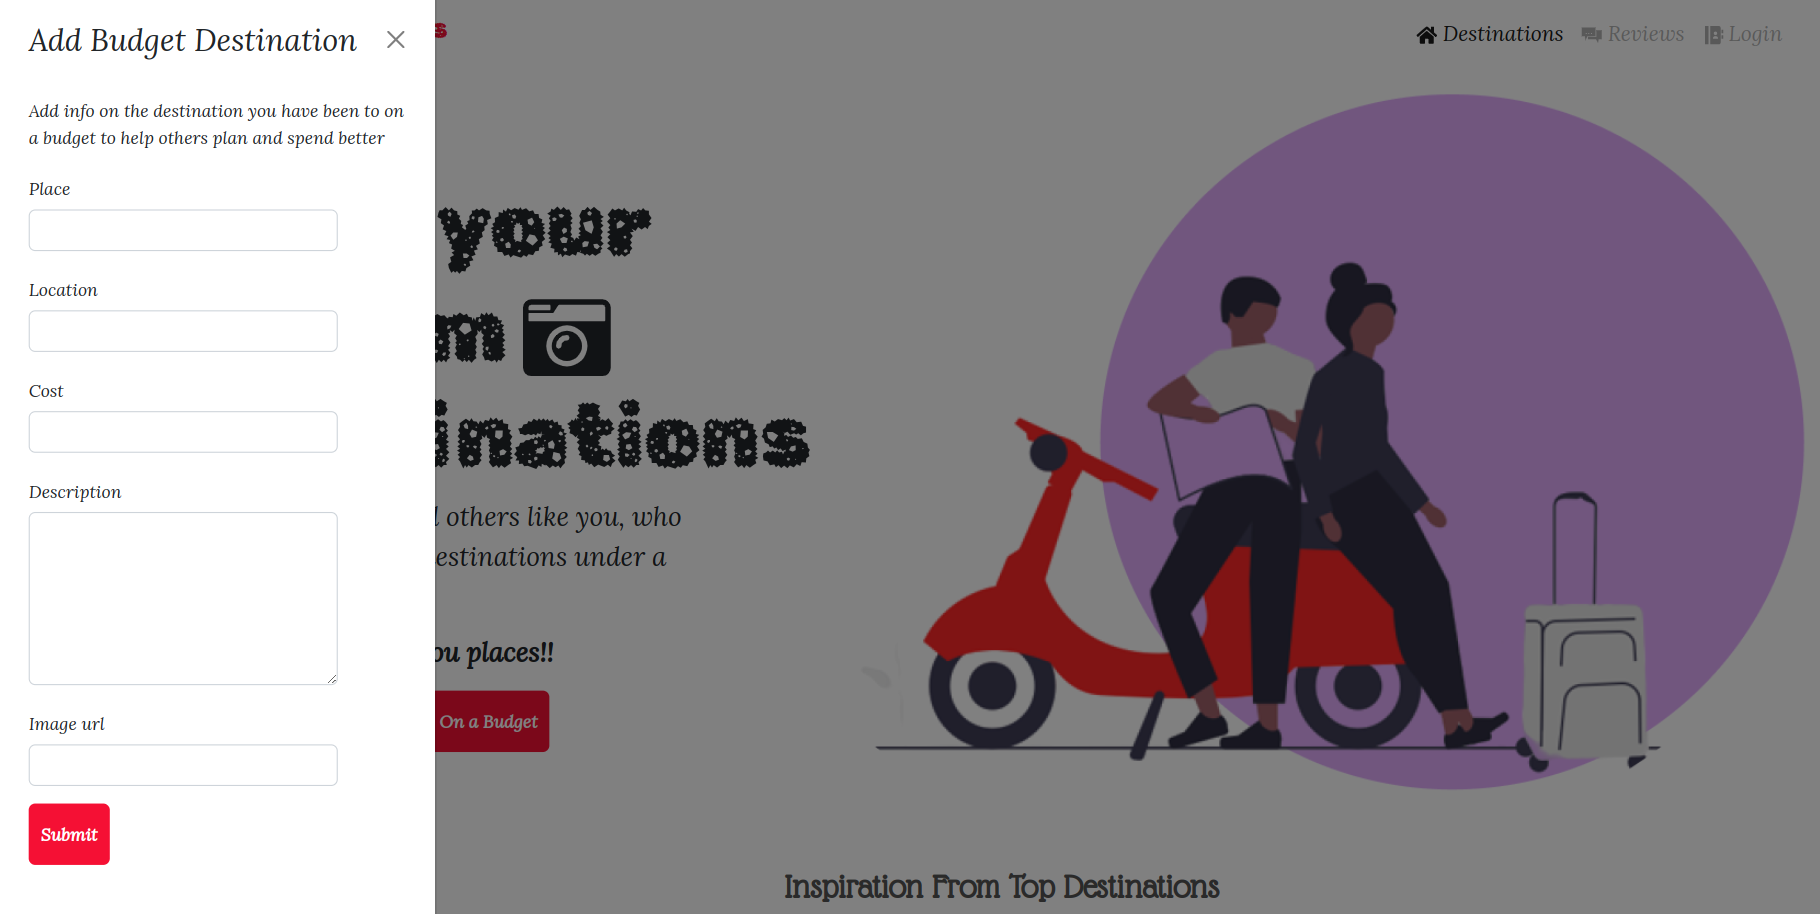 Add Budget Destination
Add info on the destination you have been to on
a budget to help others plan and spend better
Place
Location
Cost
Description
Image url
Submit
Destinations
Reviews
Login
your
others like you, who
estinations under a
places!!
On a Budget
Inspiration From Top Destinations